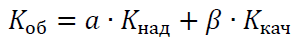 𝐾об = 𝛼 ⋅ 𝐾над + 𝛽 ⋅ 𝐾кач